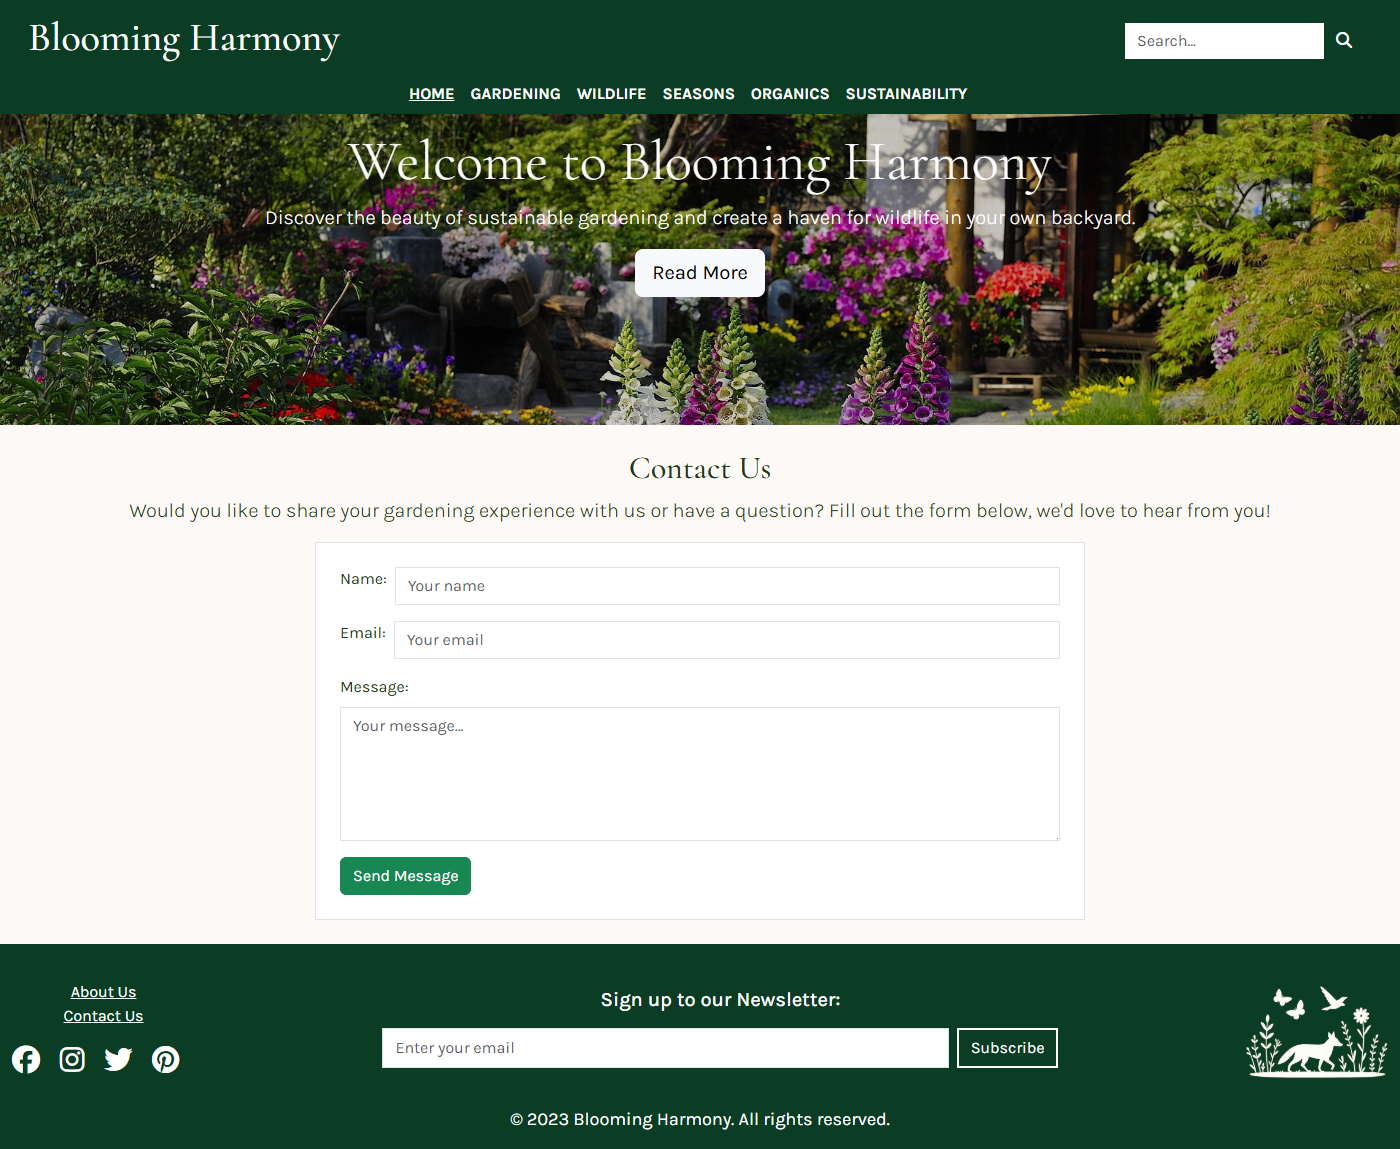 Blooming Harmony
Search...
HOME GARDENING WILDLIFE SEASONS ORGANICS SUSTAINABILITY
Welcome to Blooming Harmony
Discover the beauty of sustainable gardening and create a haven for wildlife in your own backyard.
Read More
Contact Us
Would you like to share your gardening experience with us or have a question? Fill out the form below, we'd love to hear from you!
Name: Your name
Email: Your email
Message:
Your message...
Send Message
About Us
Contact Us
Sign up to our Newsletter:
Enter your email Subscribe
© 2023 Blooming Harmony. All rights reserved.